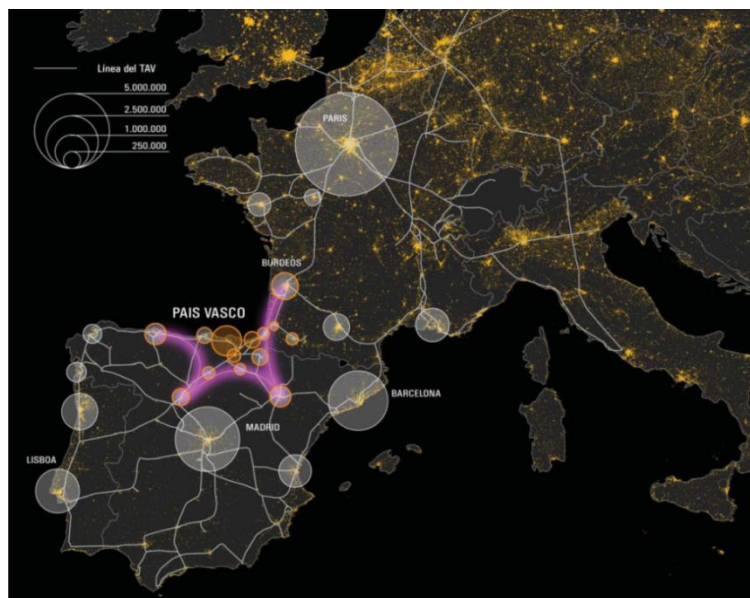 Línea del TAV
5.000.000
2.500.000
1.000.000
250.000
PARIS
BURDEOS
PAIS VASCO
BARCELONA
MADRID
LISBOA